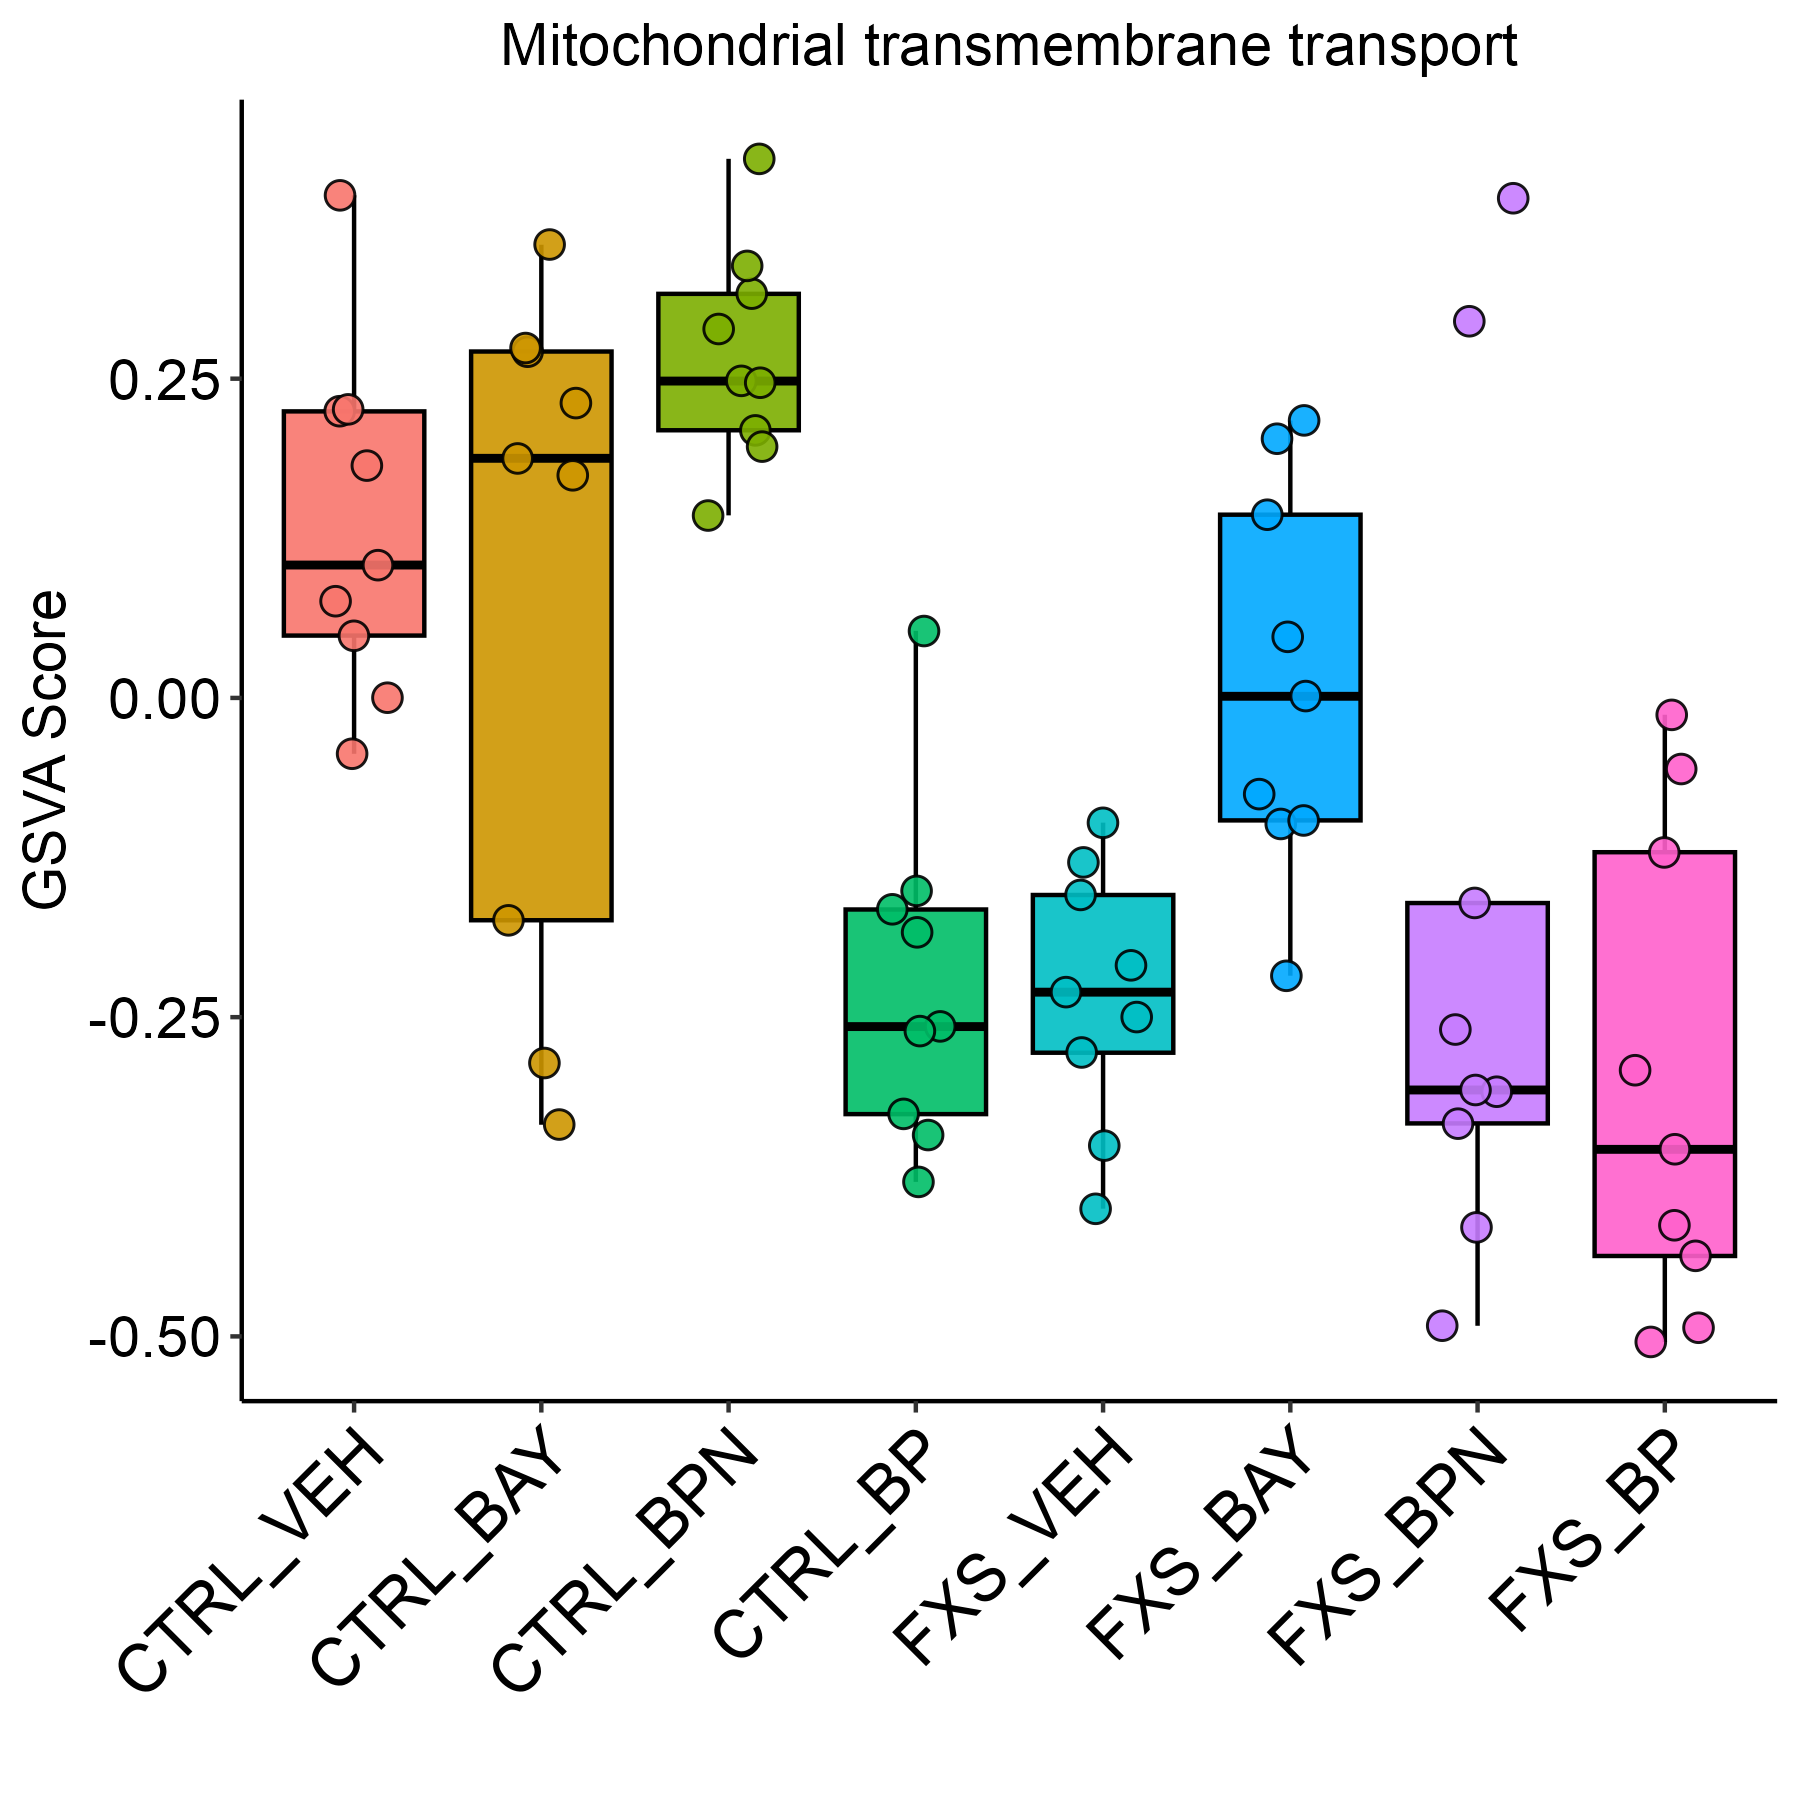 Mitochondrial transmembrane transport
GSVA Score
0.25
0.00
-0.25
-0.50
CTRL_VEH
CTRL_BAY
CTRL_BPN
CTRL_BP
FXS_VEH
FXS_BAY
FXS_BPN
FXS_BP